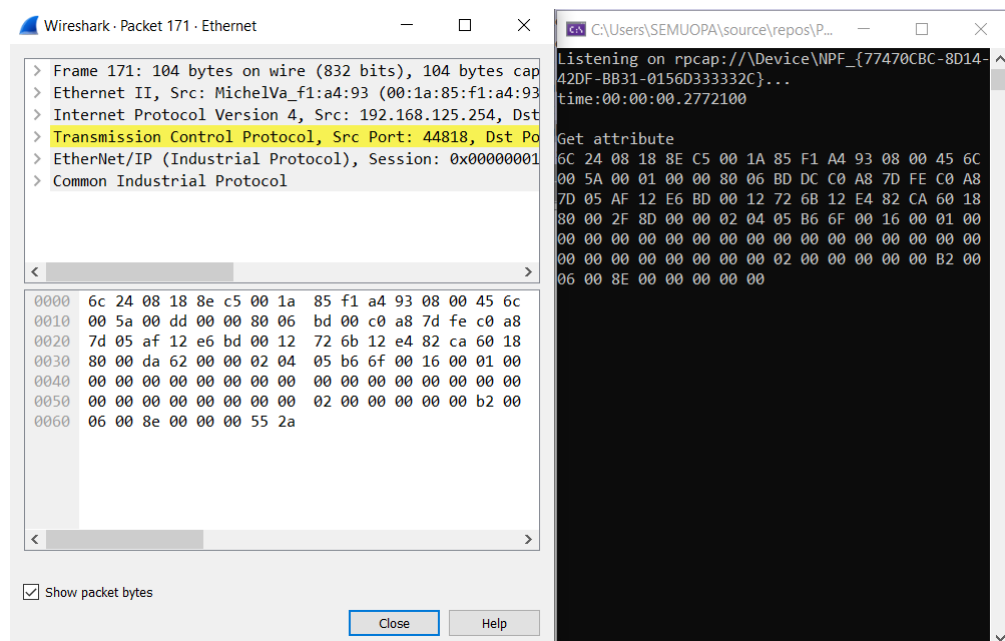 Wireshark · Packet 171 · Ethernet
> Frame 171: 104 bytes on wire (832 bits), 104 bytes cap
> Ethernet II, Src: MichelVa_f1:a4:93 (00:1a:85:f1:a4:93
> Internet Protocol Version 4, Src: 192.168.125.254, Dst
> Transmission Control Protocol, Src Port: 44818, Dst Po
> EtherNet/IP (Industrial Protocol), Session: 0x00000001
> Common Industrial Protocol
0000 6c 24 08 18 8e c5 00 1a 85 f1 a4 93 08 00 45 6c
0010 00 5a 00 dd 00 00 80 06 bd 00 c0 a8 7d fe c0 a8
0020 7d 05 af 12 e6 bd 00 12 72 6b 12 e4 82 ca 60 18
0030 80 00 da 62 00 00 02 04 05 b6 6f 00 16 00 01 00
0040 00 00 00 00 00 00 00 00 00 00 00 00 00 00 00 00
0050 00 00 00 00 00 00 00 00 02 00 00 00 00 00 b2 00
0060 06 00 8e 00 00 00 55 2a
Show packet bytes
Close
Help
C:\Users\SEMUOPA\source\repos\P...
Listening on rpcap://\Device\NPF_{77470CBC-8D14-
42DF-BB31-0156D333332C}...
time:00:00:00.2772100
Get attribute
6C 24 08 18 8E C5 00 1A 85 F1 A4 93 08 00 45 6C
00 5A 00 01 00 00 80 06 BD DC C0 A8 7D FE C0 A8
7D 05 AF 12 E6 BD 00 12 72 6B 12 E4 82 CA 60 18
80 00 2F 8D 00 00 02 04 05 B6 6F 00 16 00 01 00
00 00 00 00 00 00 00 00 00 00 00 00 00 00 00 00
00 00 00 00 00 00 00 00 02 00 00 00 00 00 B2 00
06 00 8E 00 00 00 00 00